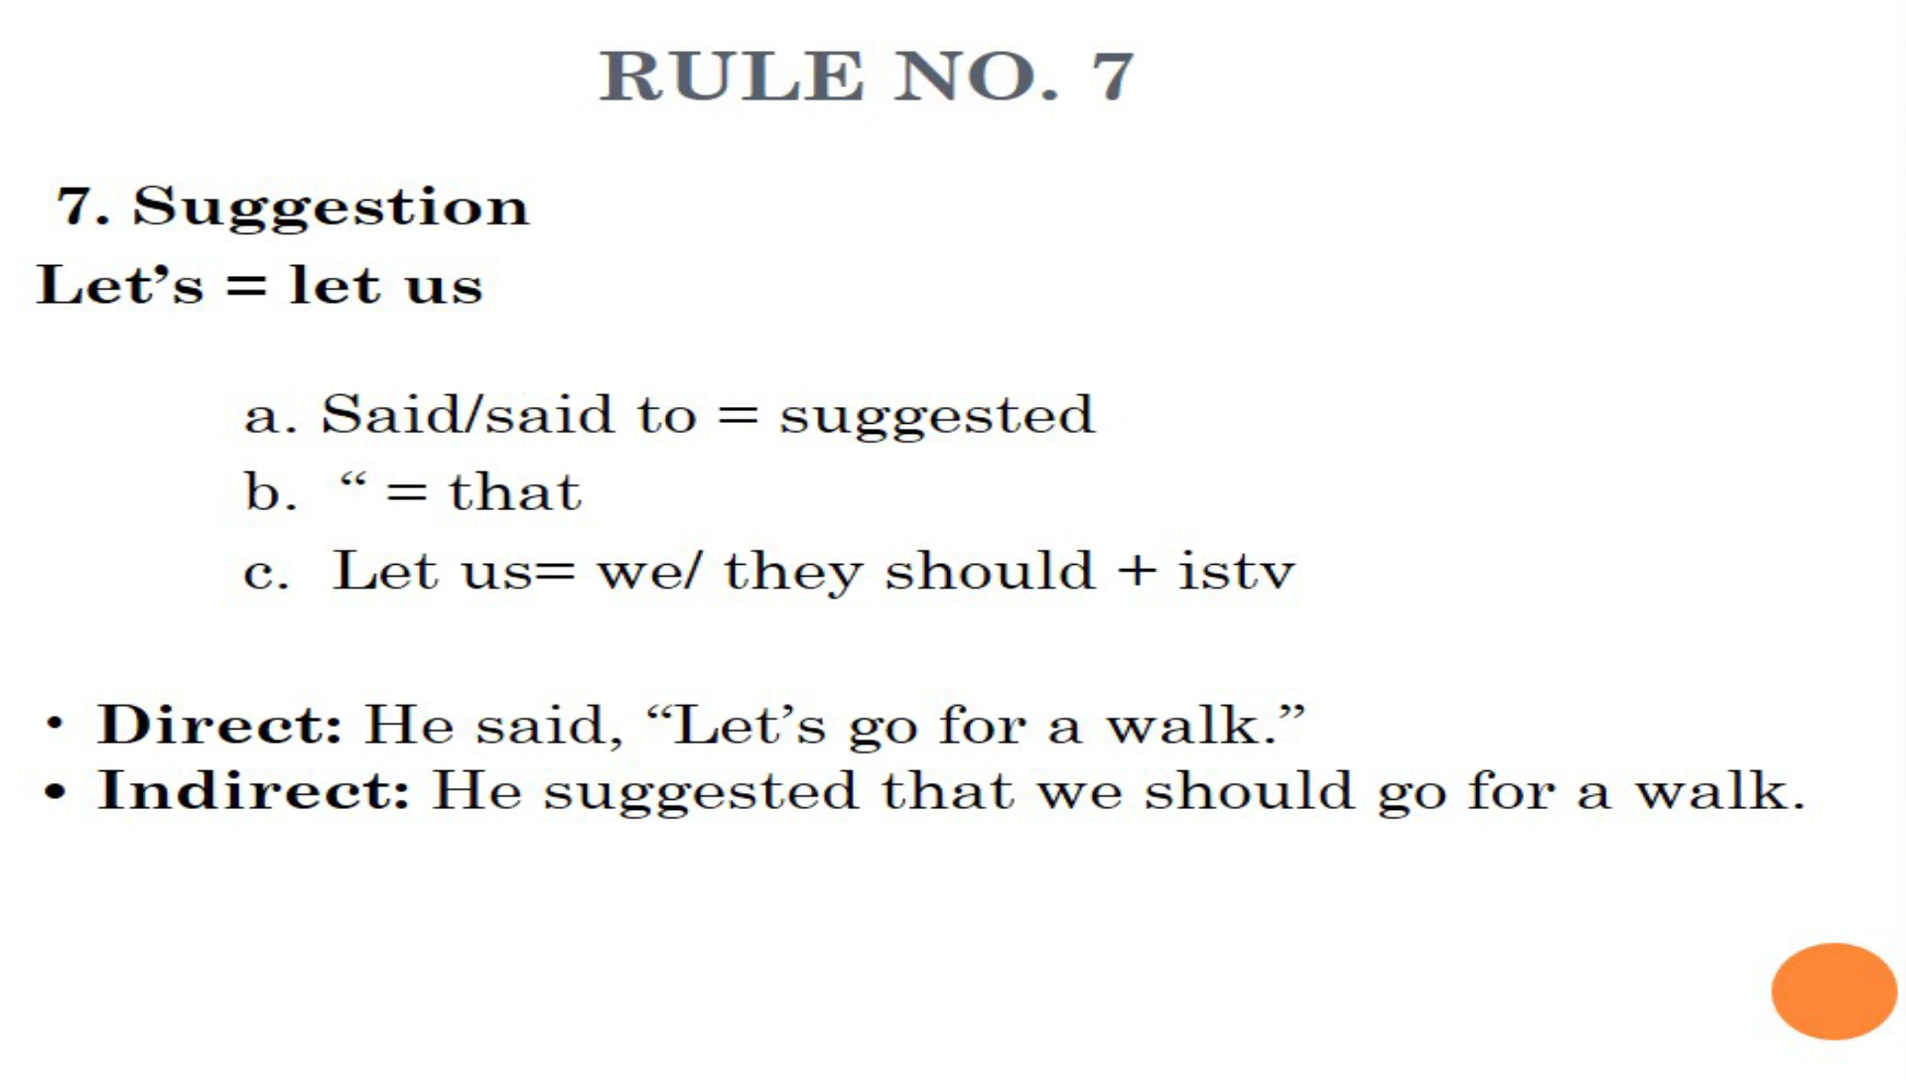 RULE NO. 7
7. Suggestion
Let’s = let us
a. Said/said to = suggested
b. “ = that
c. Let us= we/ they should + istv
• Direct: He said, “Let’s go for a walk.”
• Indirect: He suggested that we should go for a walk.